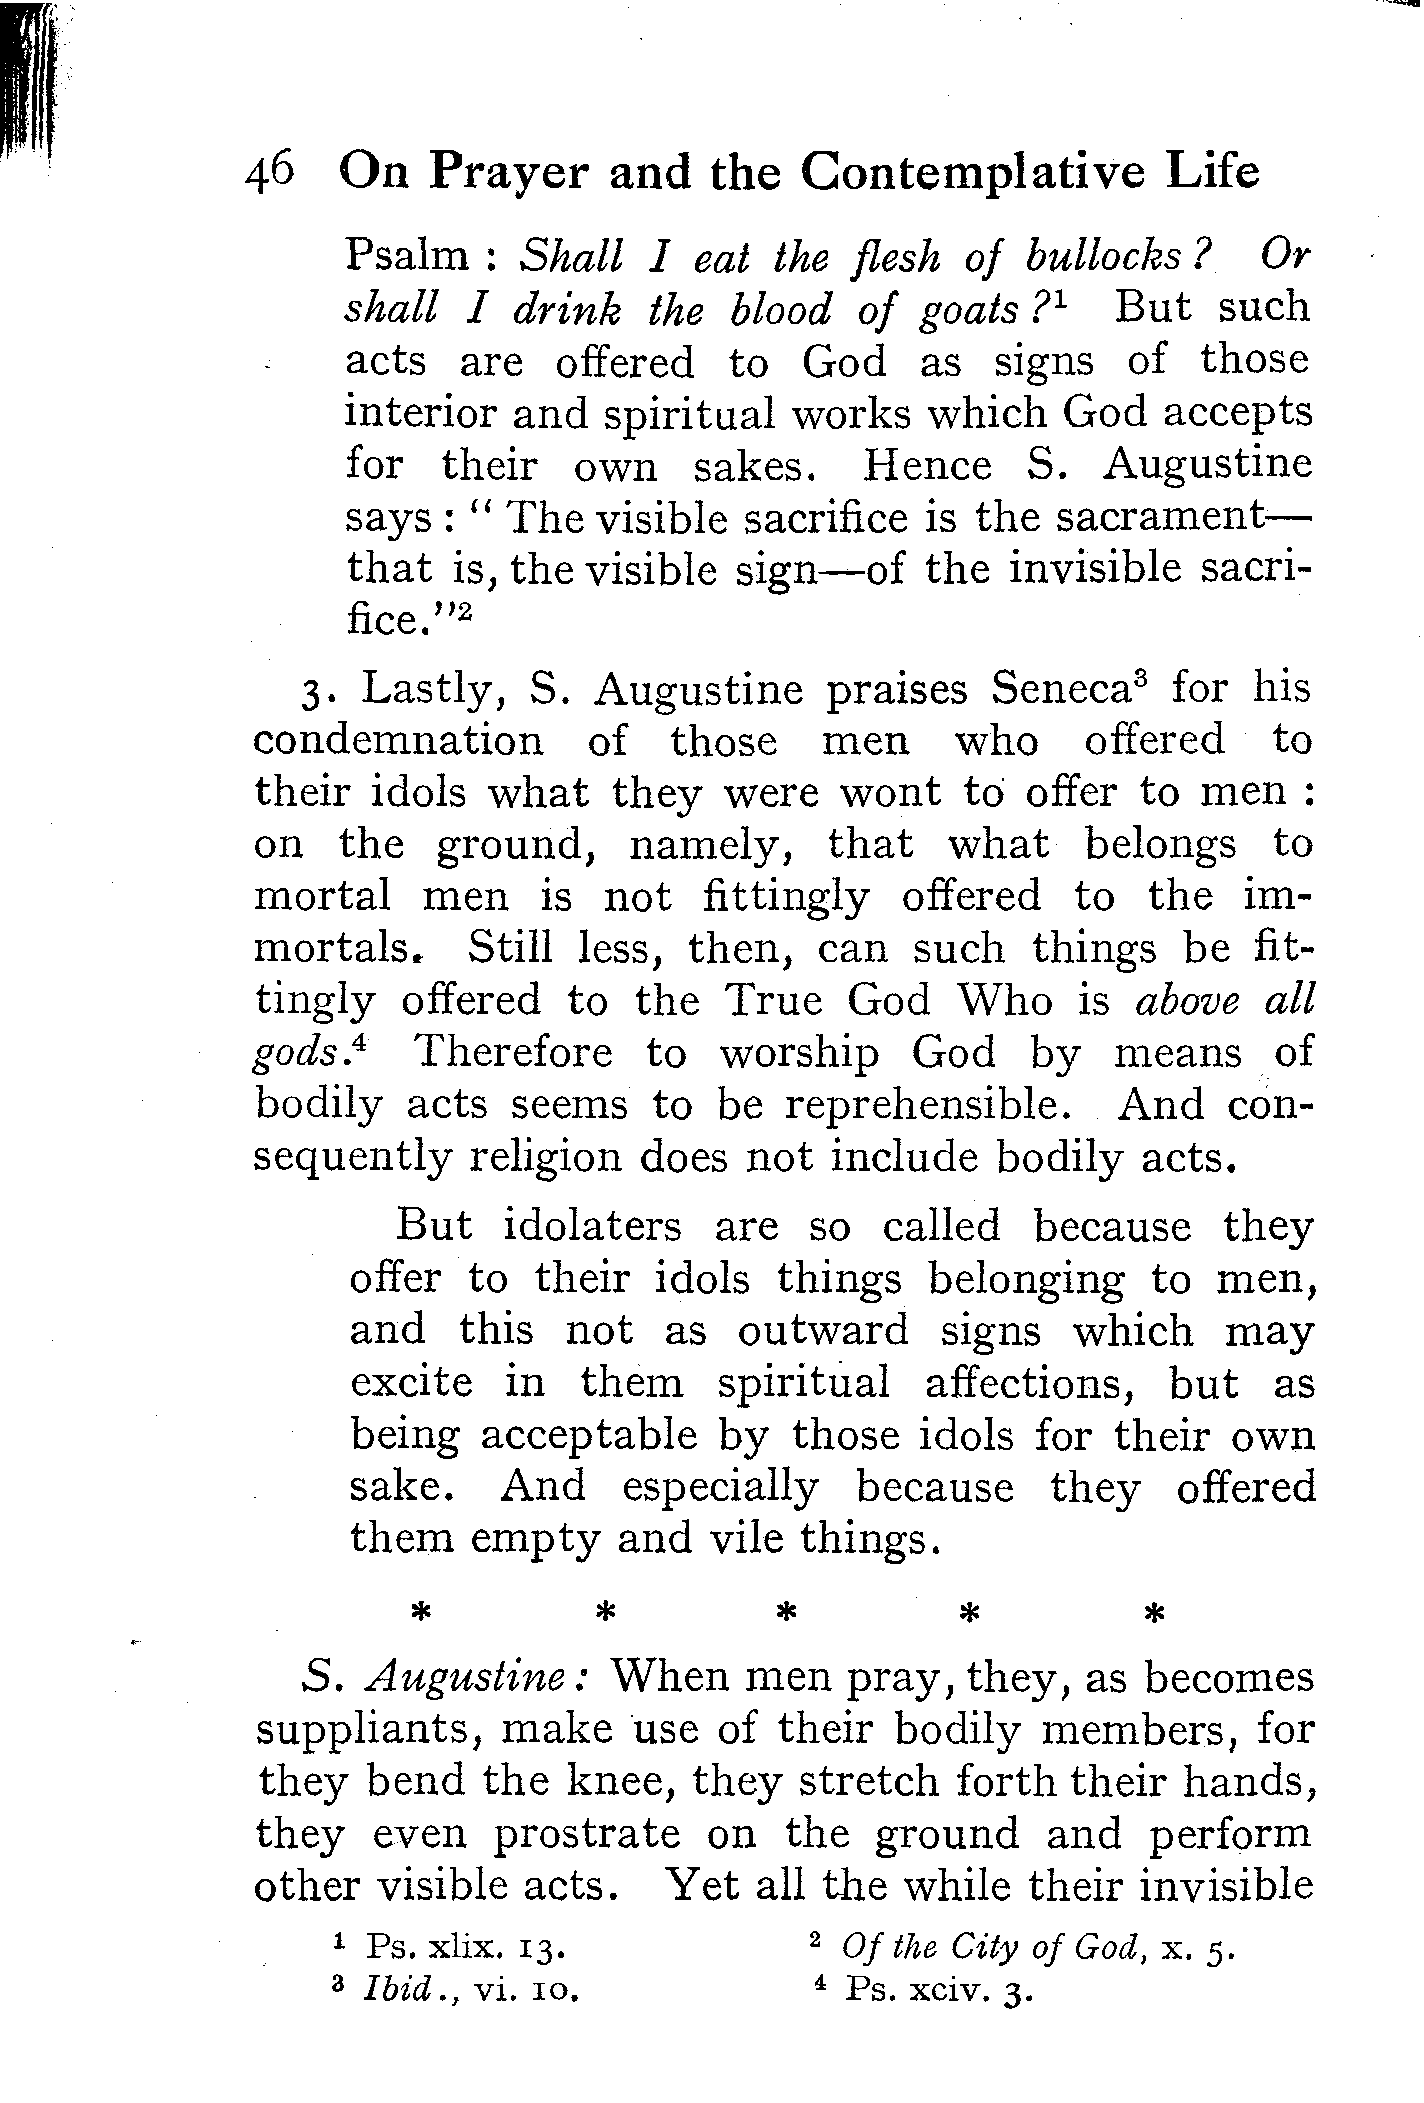 46 On Prayer and the Contemplative Life
Psalm : Shall I eat the flesh of bullocks ? Or
shall I drink the blood of goats ?¹ But such
acts are offered to God as signs of those
interior and spiritual works which God accepts
for their own sakes. Hence S. Augustine
says : " The visible sacrifice is the sacrament—
that is, the visible sign—of the invisible sacri-
fice."²
3. Lastly, S. Augustine praises Seneca³ for his
condemnation of those men who offered to
their idols what they were wont to offer to men :
on the ground, namely, that what belongs to
mortal men is not fittingly offered to the im-
mortals. Still less, then, can such things be fit-
tingly offered to the True God Who is above all
gods.⁴ Therefore to worship God by means of
bodily acts seems to be reprehensible. And con-
sequently religion does not include bodily acts.
But idolaters are so called because they
offer to their idols things belonging to men,
and this not as outward signs which may
excite in them spiritual affections, but as
being acceptable by those idols for their own
sake. And especially because they offered
them empty and vile things.
* * * * *
S. Augustine : When men pray, they, as becomes
suppliants, make use of their bodily members, for
they bend the knee, they stretch forth their hands,
they even prostrate on the ground and perform
other visible acts. Yet all the while their invisible
¹ Ps. xlix. 13. ² Of the City of God, x. 5.
³ Ibid., vi. 10. ⁴ Ps. xciv. 3.